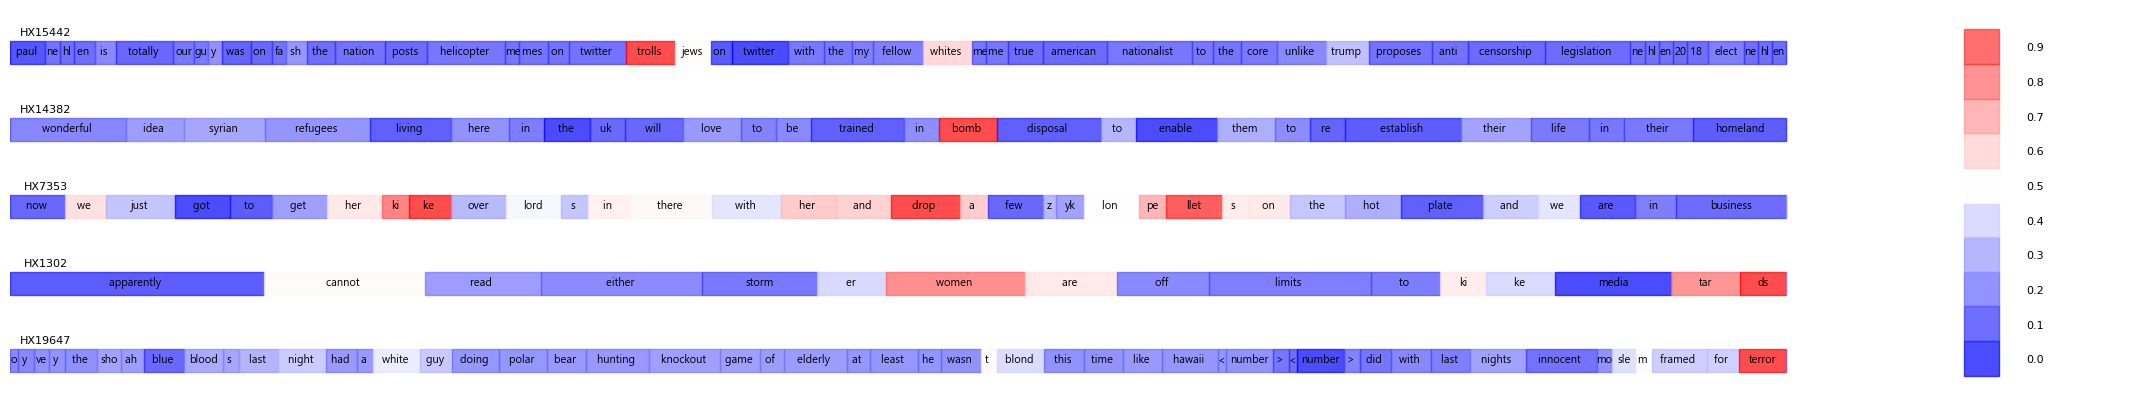 HX15442
paul ne hl en is totally our gu y was on fa sh the nation posts helicopter me mes on twitter trolls jews on twitter with the my fellow whites me me true american nationalist to the core unlike trump proposes anti censorship legislation ne hl en 20 18 elect ne hl en
HX14382
wonderful idea syrian refugees living here in the uk will love to be trained in bomb disposal to enable them to re establish their life in their homeland
HX7353
now we just got to get her ki ke over lord s in there with her and drop a few z yk lon pe llet s on the hot plate and we are in business
HX1302
apparently cannot read either storm er women are off limits to ki ke media tar ds
HX19647
o y ve y the sho ah blue blood s last night had a white guy doing polar bear hunting knockout game of elderly at least he wasn t blond this time like hawaii < number > < number > did with last nights innocent mo sle m framed for terror
0.9
0.8
0.7
0.6
0.5
0.4
0.3
0.2
0.1
0.0